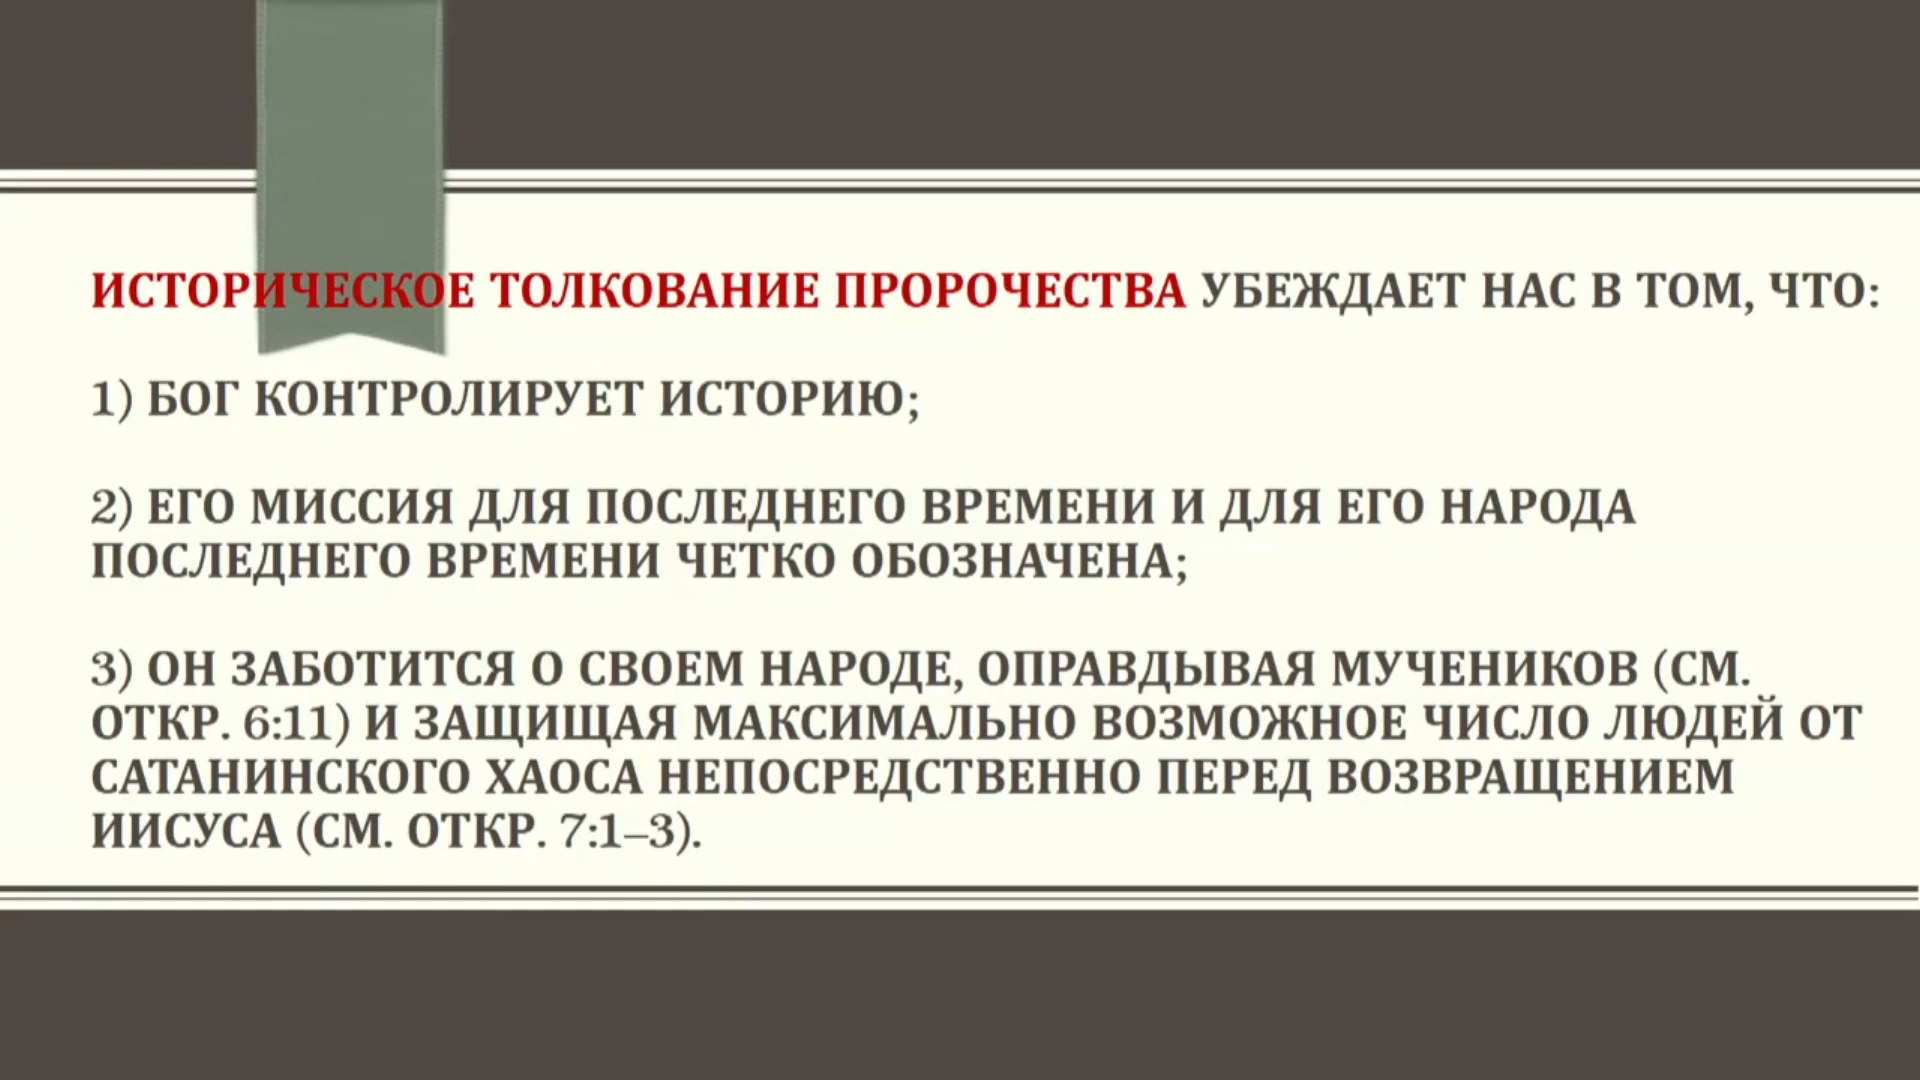 ИСТОРИЧЕСКОЕ ТОЛКОВАНИЕ ПРОРОЧЕСТВА УБЕЖДАЕТ НАС В ТОМ, ЧТО:
1) БОГ КОНТРОЛИРУЕТ ИСТОРИЮ;
2) ЕГО МИССИЯ ДЛЯ ПОСЛЕДНЕГО ВРЕМЕНИ И ДЛЯ ЕГО НАРОДА
ПОСЛЕДНЕГО ВРЕМЕНИ ЧЕТКО ОБОЗНАЧЕНА;
3) ОН ЗАБОТИТСЯ О СВОЕМ НАРОДЕ, ОПРАВДЫВАЯ МУЧЕНИКОВ (СМ.
ОТКР. 6:11) И ЗАЩИЩАЯ МАКСИМАЛЬНО ВОЗМОЖНОЕ ЧИСЛО ЛЮДЕЙ ОТ
САТАНИНСКОГО ХАОСА НЕПОСРЕДСТВЕННО ПЕРЕД ВОЗВРАЩЕНИЕМ
ИИСУСА (СМ. ОТКР. 7:1–3).